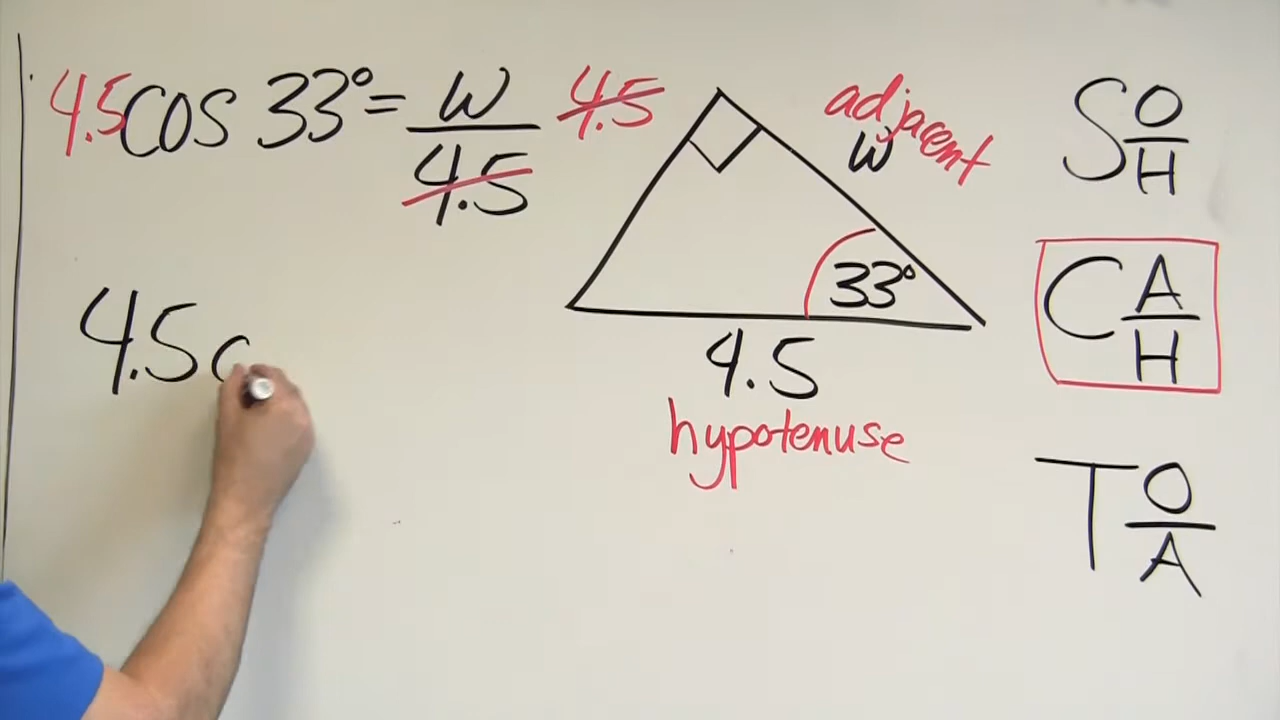 4.5cos 33° = w/4.5 4.5
4.5c
adjacent
w
33°
4.5
hypotenuse
S O/H
C A/H
T O/A